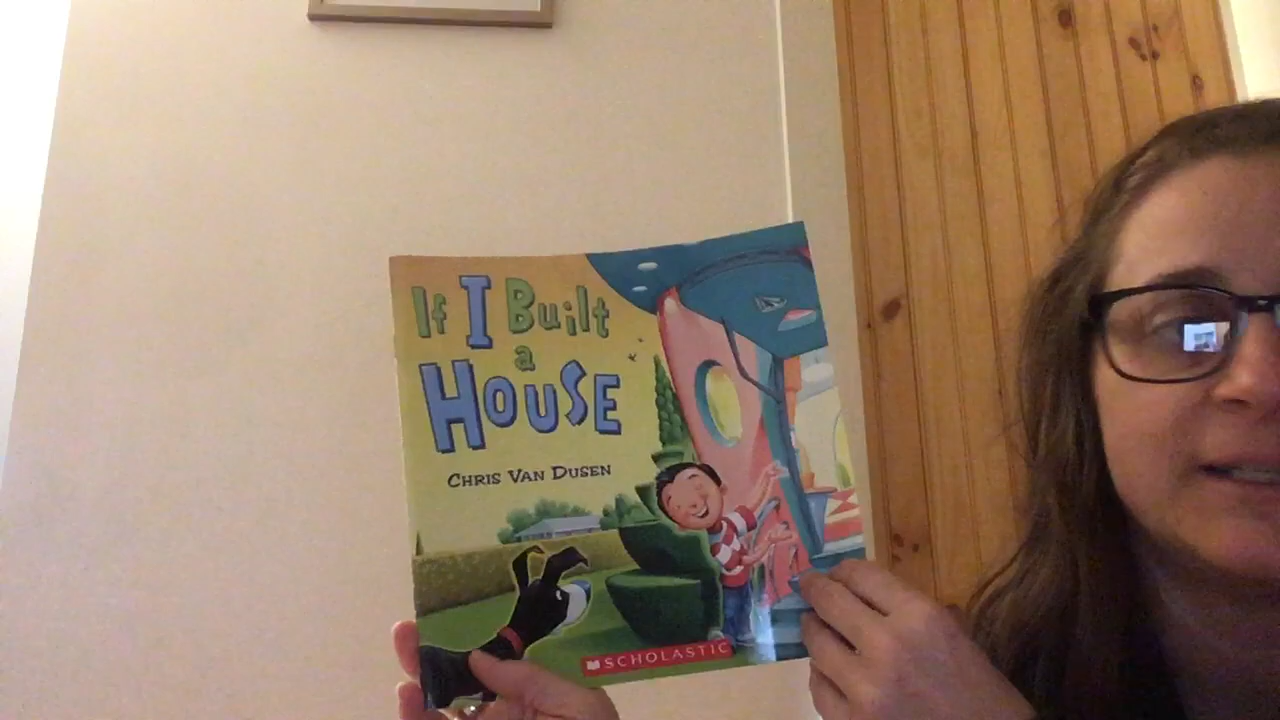 If I Built
a
HOUSE
CHRIS VAN DUSEN
SCHOLASTIC